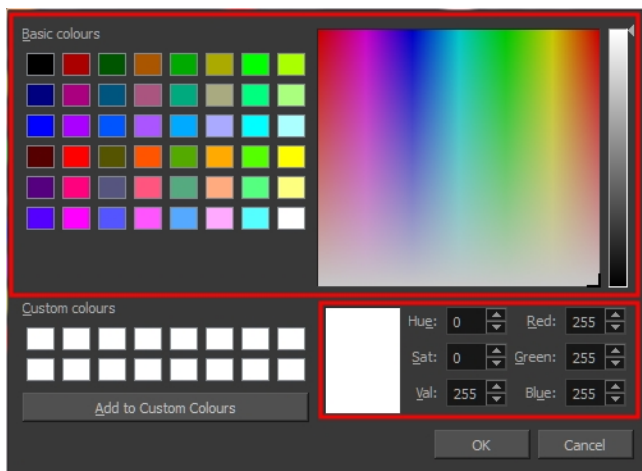 Basic colours
Custom colours
Add to Custom Colours
Hue: 0 Red: 255
Sat: 0 Green: 255
Val: 255 Blue: 255
OK Cancel